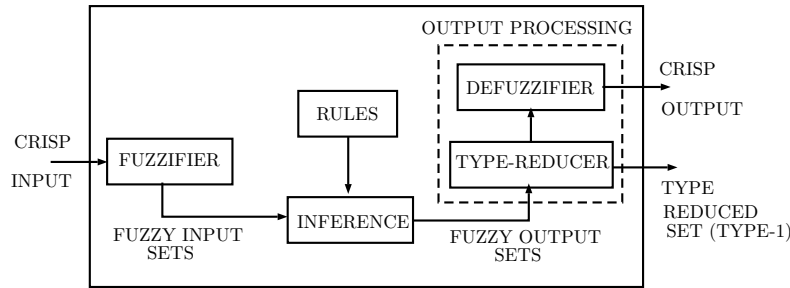 OUTPUT PROCESSING
DEFUZZIFIER
CRISP
OUTPUT
RULES
CRISP
INPUT
FUZZIFIER
TYPE-REDUCER
TYPE
REDUCED
SET (TYPE-1)
INFERENCE
FUZZY INPUT
SETS
FUZZY OUTPUT
SETS